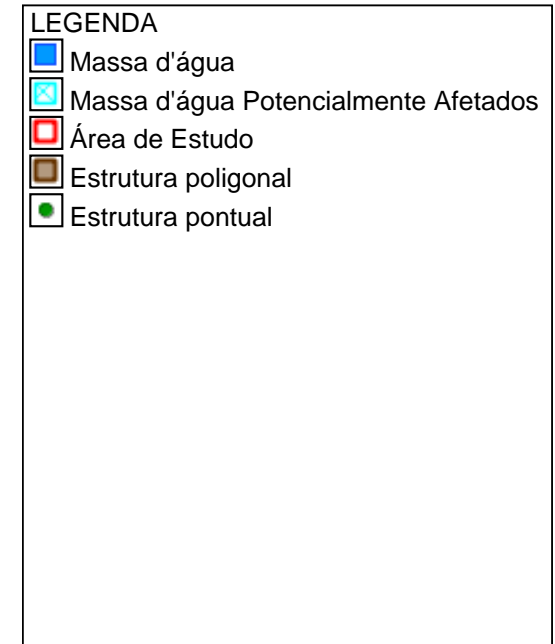 LEGENDA
Massa d'água
Massa d'água Potencialmente Afetados
Área de Estudo
Estrutura poligonal
Estrutura pontual